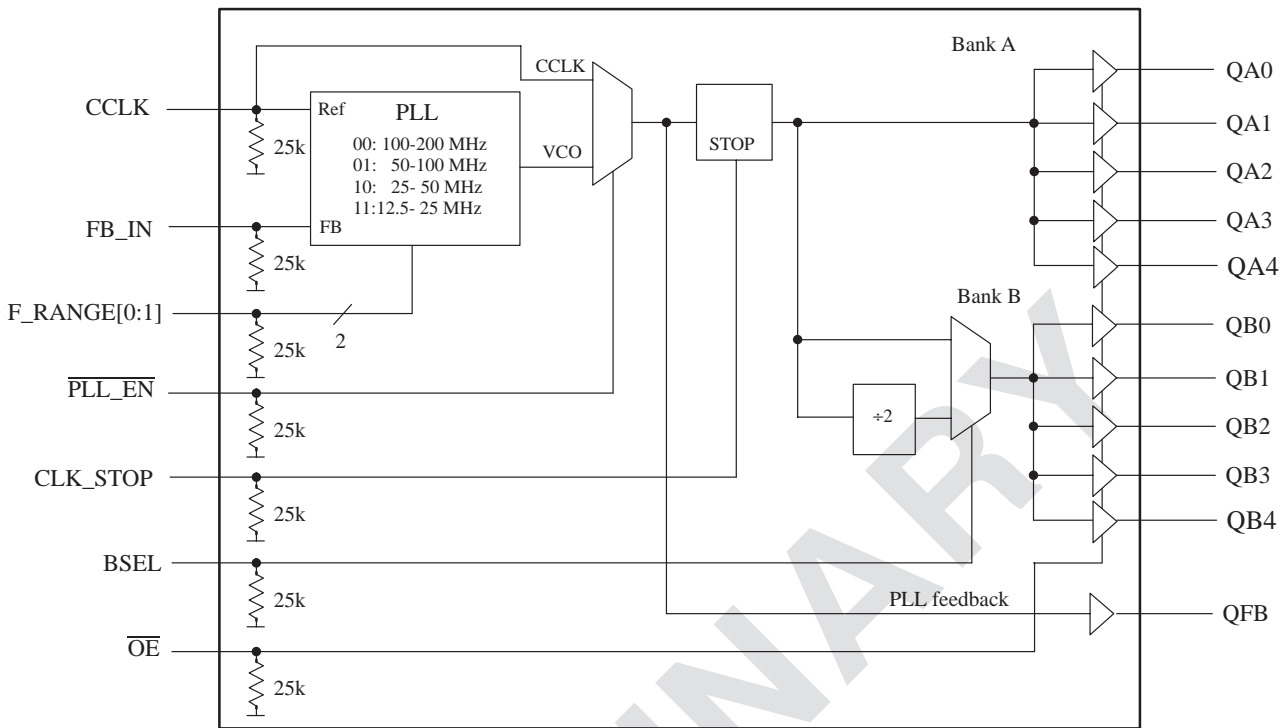 Bank A
QA0
CCLK
CCLK
Ref
PLL
00: 100-200 MHz
01: 50-100 MHz
10: 25- 50 MHz
11:12.5- 25 MHz
VCO
STOP
QA1
25k
QA2
FB_IN
FB
QA3
25k
QA4
F_RANGE[0:1]
2
Bank B
QB0
25k
PLL_EN
QB1
25k
÷2
QB2
CLK_STOP
QB3
25k
QB4
BSEL
25k
PLL feedback
QFB
OE
25k